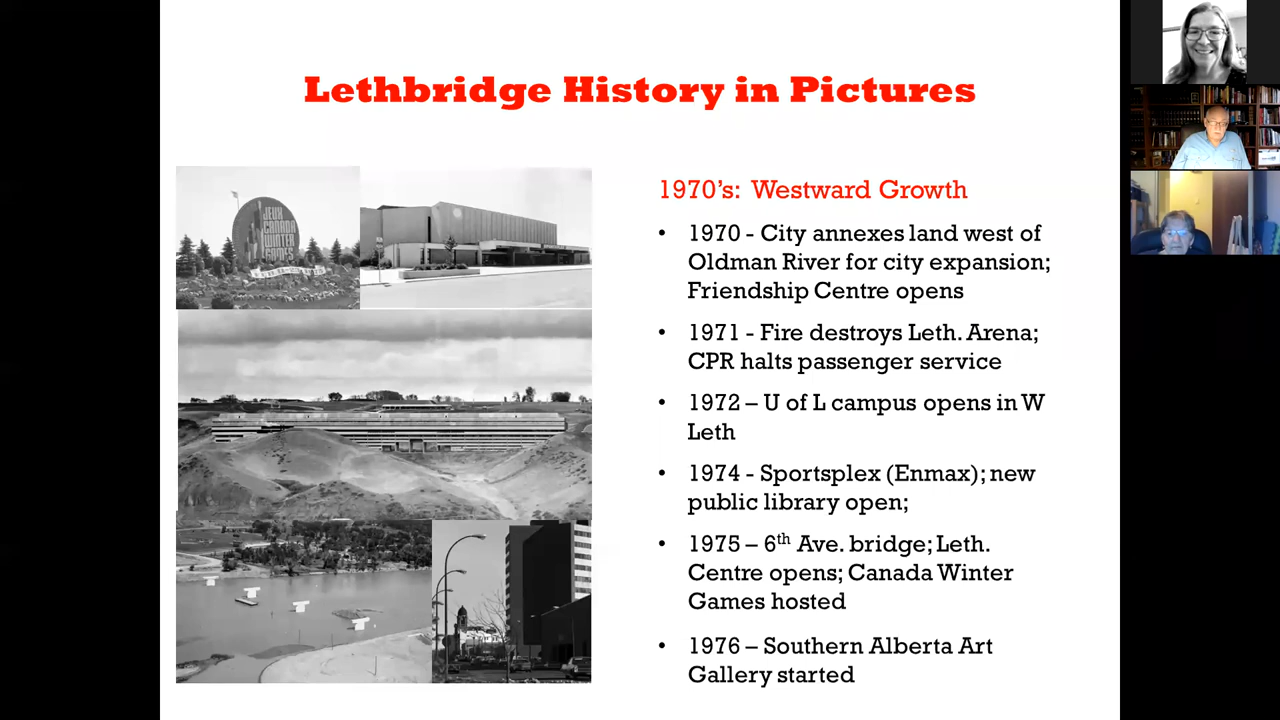 Lethbridge History in Pictures
JEUX
CANADA
WINTER
GAMES
1970’s: Westward Growth
• 1970 - City annexes land west of
Oldman River for city expansion;
Friendship Centre opens
• 1971 - Fire destroys Leth. Arena;
CPR halts passenger service
• 1972 – U of L campus opens in W
Leth
• 1974 - Sportsplex (Enmax); new
public library open;
• 1975 – 6th Ave. bridge; Leth.
Centre opens; Canada Winter
Games hosted
• 1976 – Southern Alberta Art
Gallery started